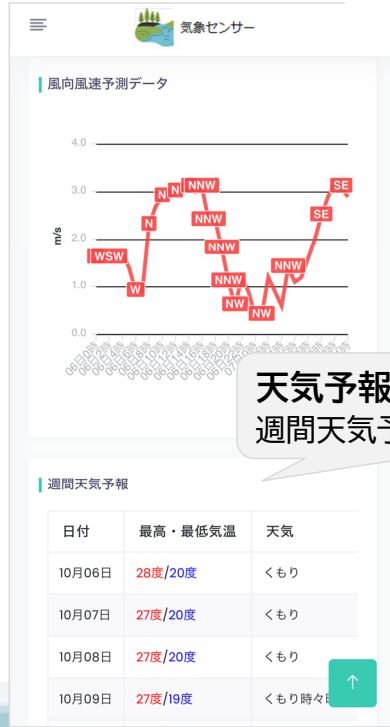 気象センサー
風向風速予測データ
4.0
3.0
2.0
1.0
0.0
m/s
WSW
W
N
N
N
NNW
NNW
NNW
NNW
NW
NW
NNW
SE
SE
天気予報
週間天気予
週間天気予報
日付 最高・最低気温 天気
10月06日 28度/20度 くもり
10月07日 27度/20度 くもり
10月08日 27度/20度 くもり
10月09日 27度/19度 くもり時々